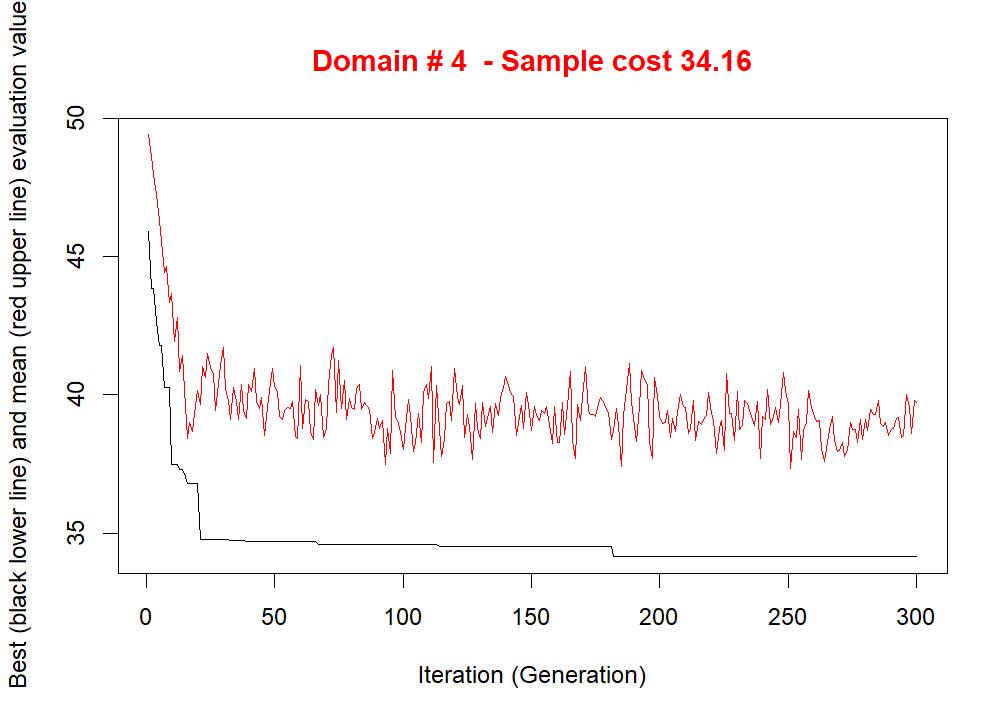 Domain # 4  - Sample cost 34.16
Best (black lower line) and mean (red upper line) evaluation value
50
45
40
35
0 50 100 150 200 250 300
Iteration (Generation)